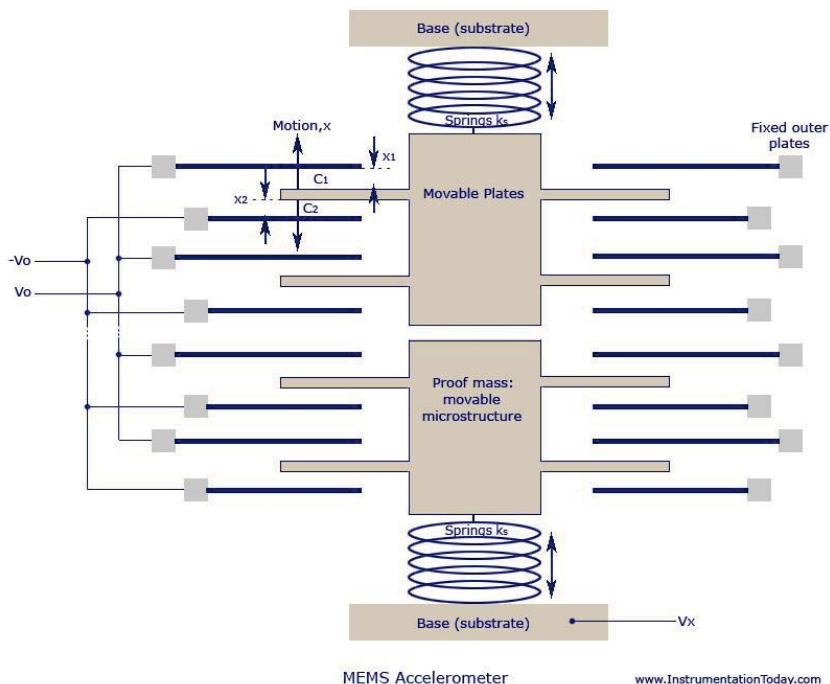 Base (substrate)
Springs ks
Motion,x
Fixed outer
plates
x1
C1
Movable Plates
x2
C2
-Vo
Vo
Proof mass:
movable
microstructure
Springs ks
Base (substrate)
Vx
MEMS Accelerometer
www.InstrumentationToday.com